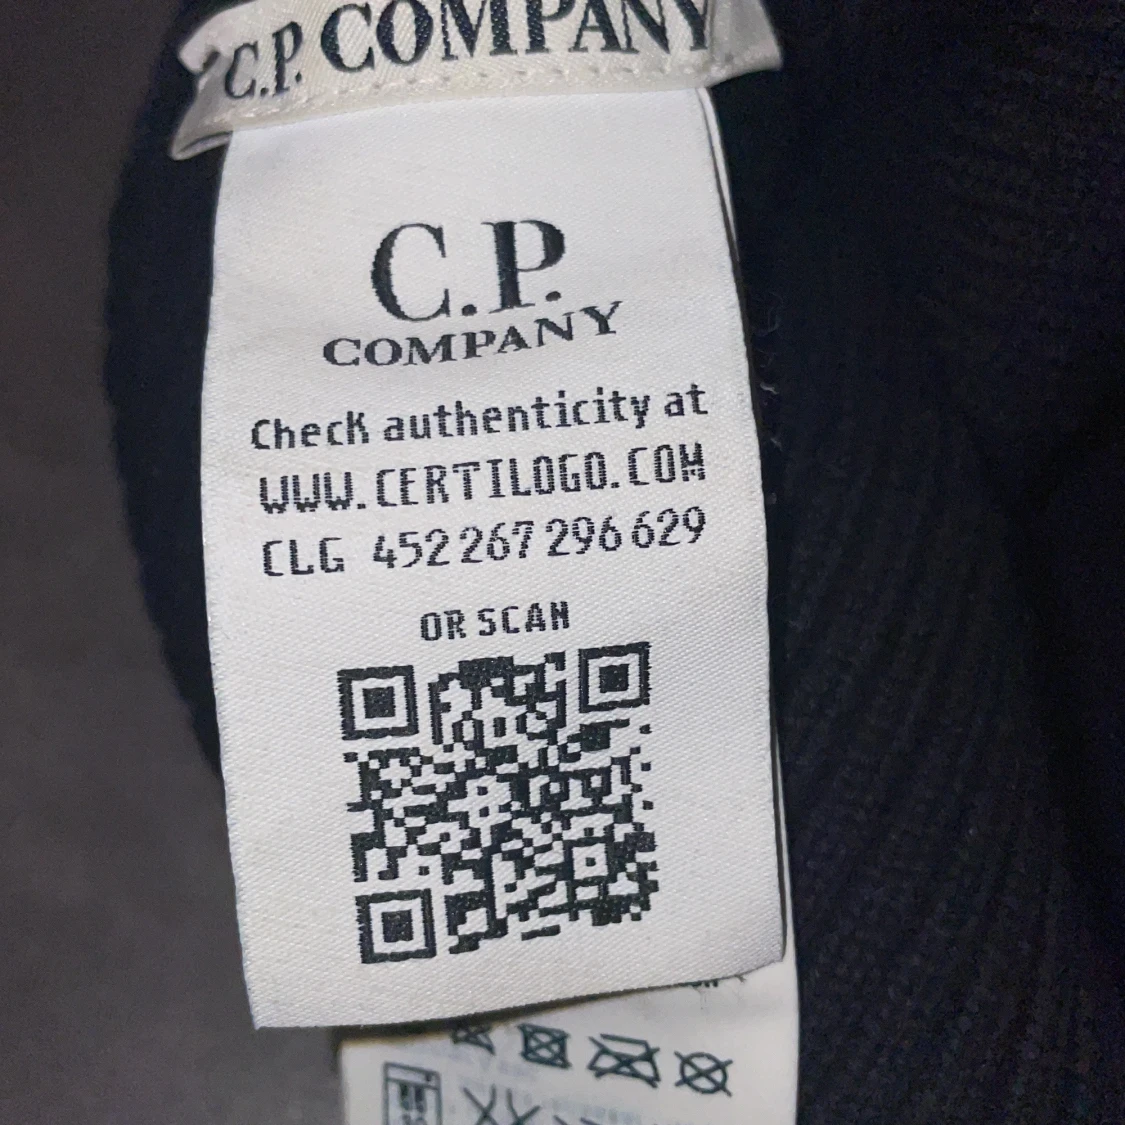 C.P. COMPANY
C.P.
COMPANY
Check authenticity at
WWW.CERTILOGO.COM
CLG 452 267 296 629
OR SCAN